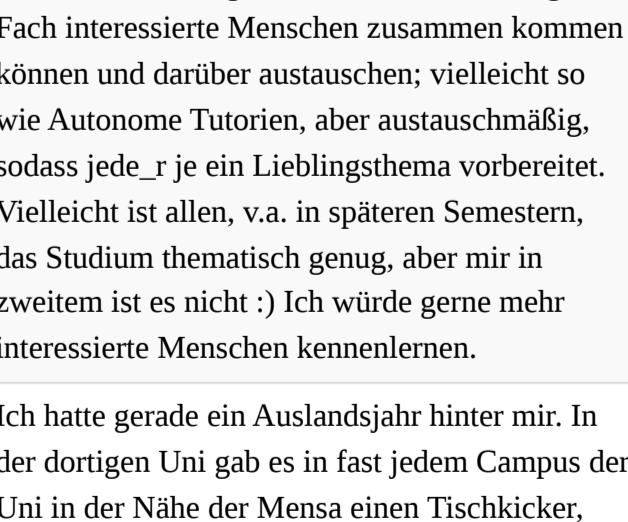 Fach interessierte Menschen zusammen kommen
können und darüber austauschen; vielleicht so
wie Autonome Tutorien, aber austauschmäßig,
sodass jede_r je ein Lieblingsthema vorbereitet.
Vielleicht ist allen, v.a. in späteren Semestern,
das Studium thematisch genug, aber mir in
zweitem ist es nicht :) Ich würde gerne mehr
interessierte Menschen kennenlernen.
Ich hatte gerade ein Auslandsjahr hinter mir. In
der dortigen Uni gab es in fast jedem Campus der
Uni in der Nähe der Mensa einen Tischkicker,